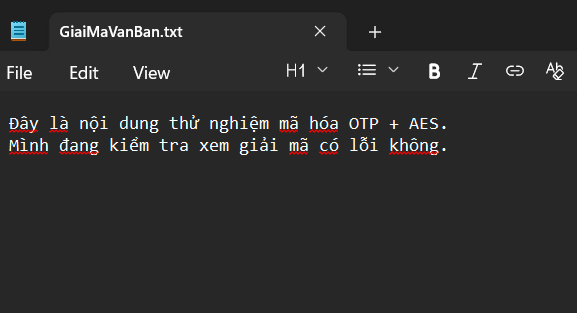 GiaiMaVanBan.txt
File Edit View H1 B I
Đây là nội dung thử nghiệm mã hóa OTP + AES.
Mình đang kiểm tra xem giải mã có lỗi không.